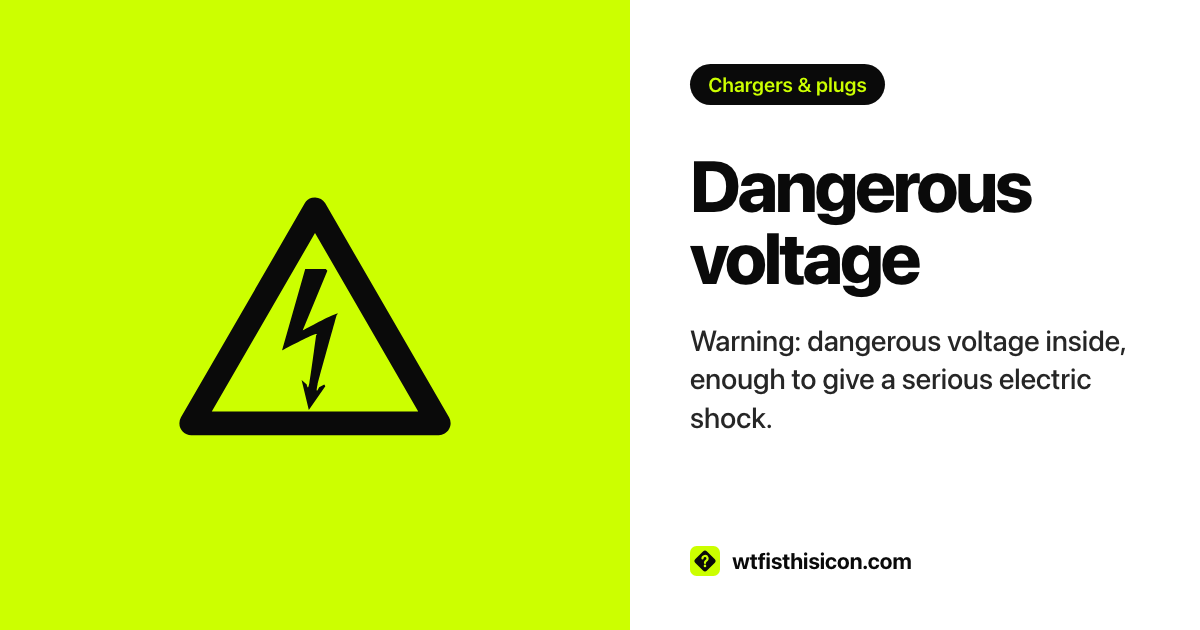 Chargers & plugs
Dangerous
voltage
Warning: dangerous voltage inside,
enough to give a serious electric
shock.
?
wtfisthisicon.com